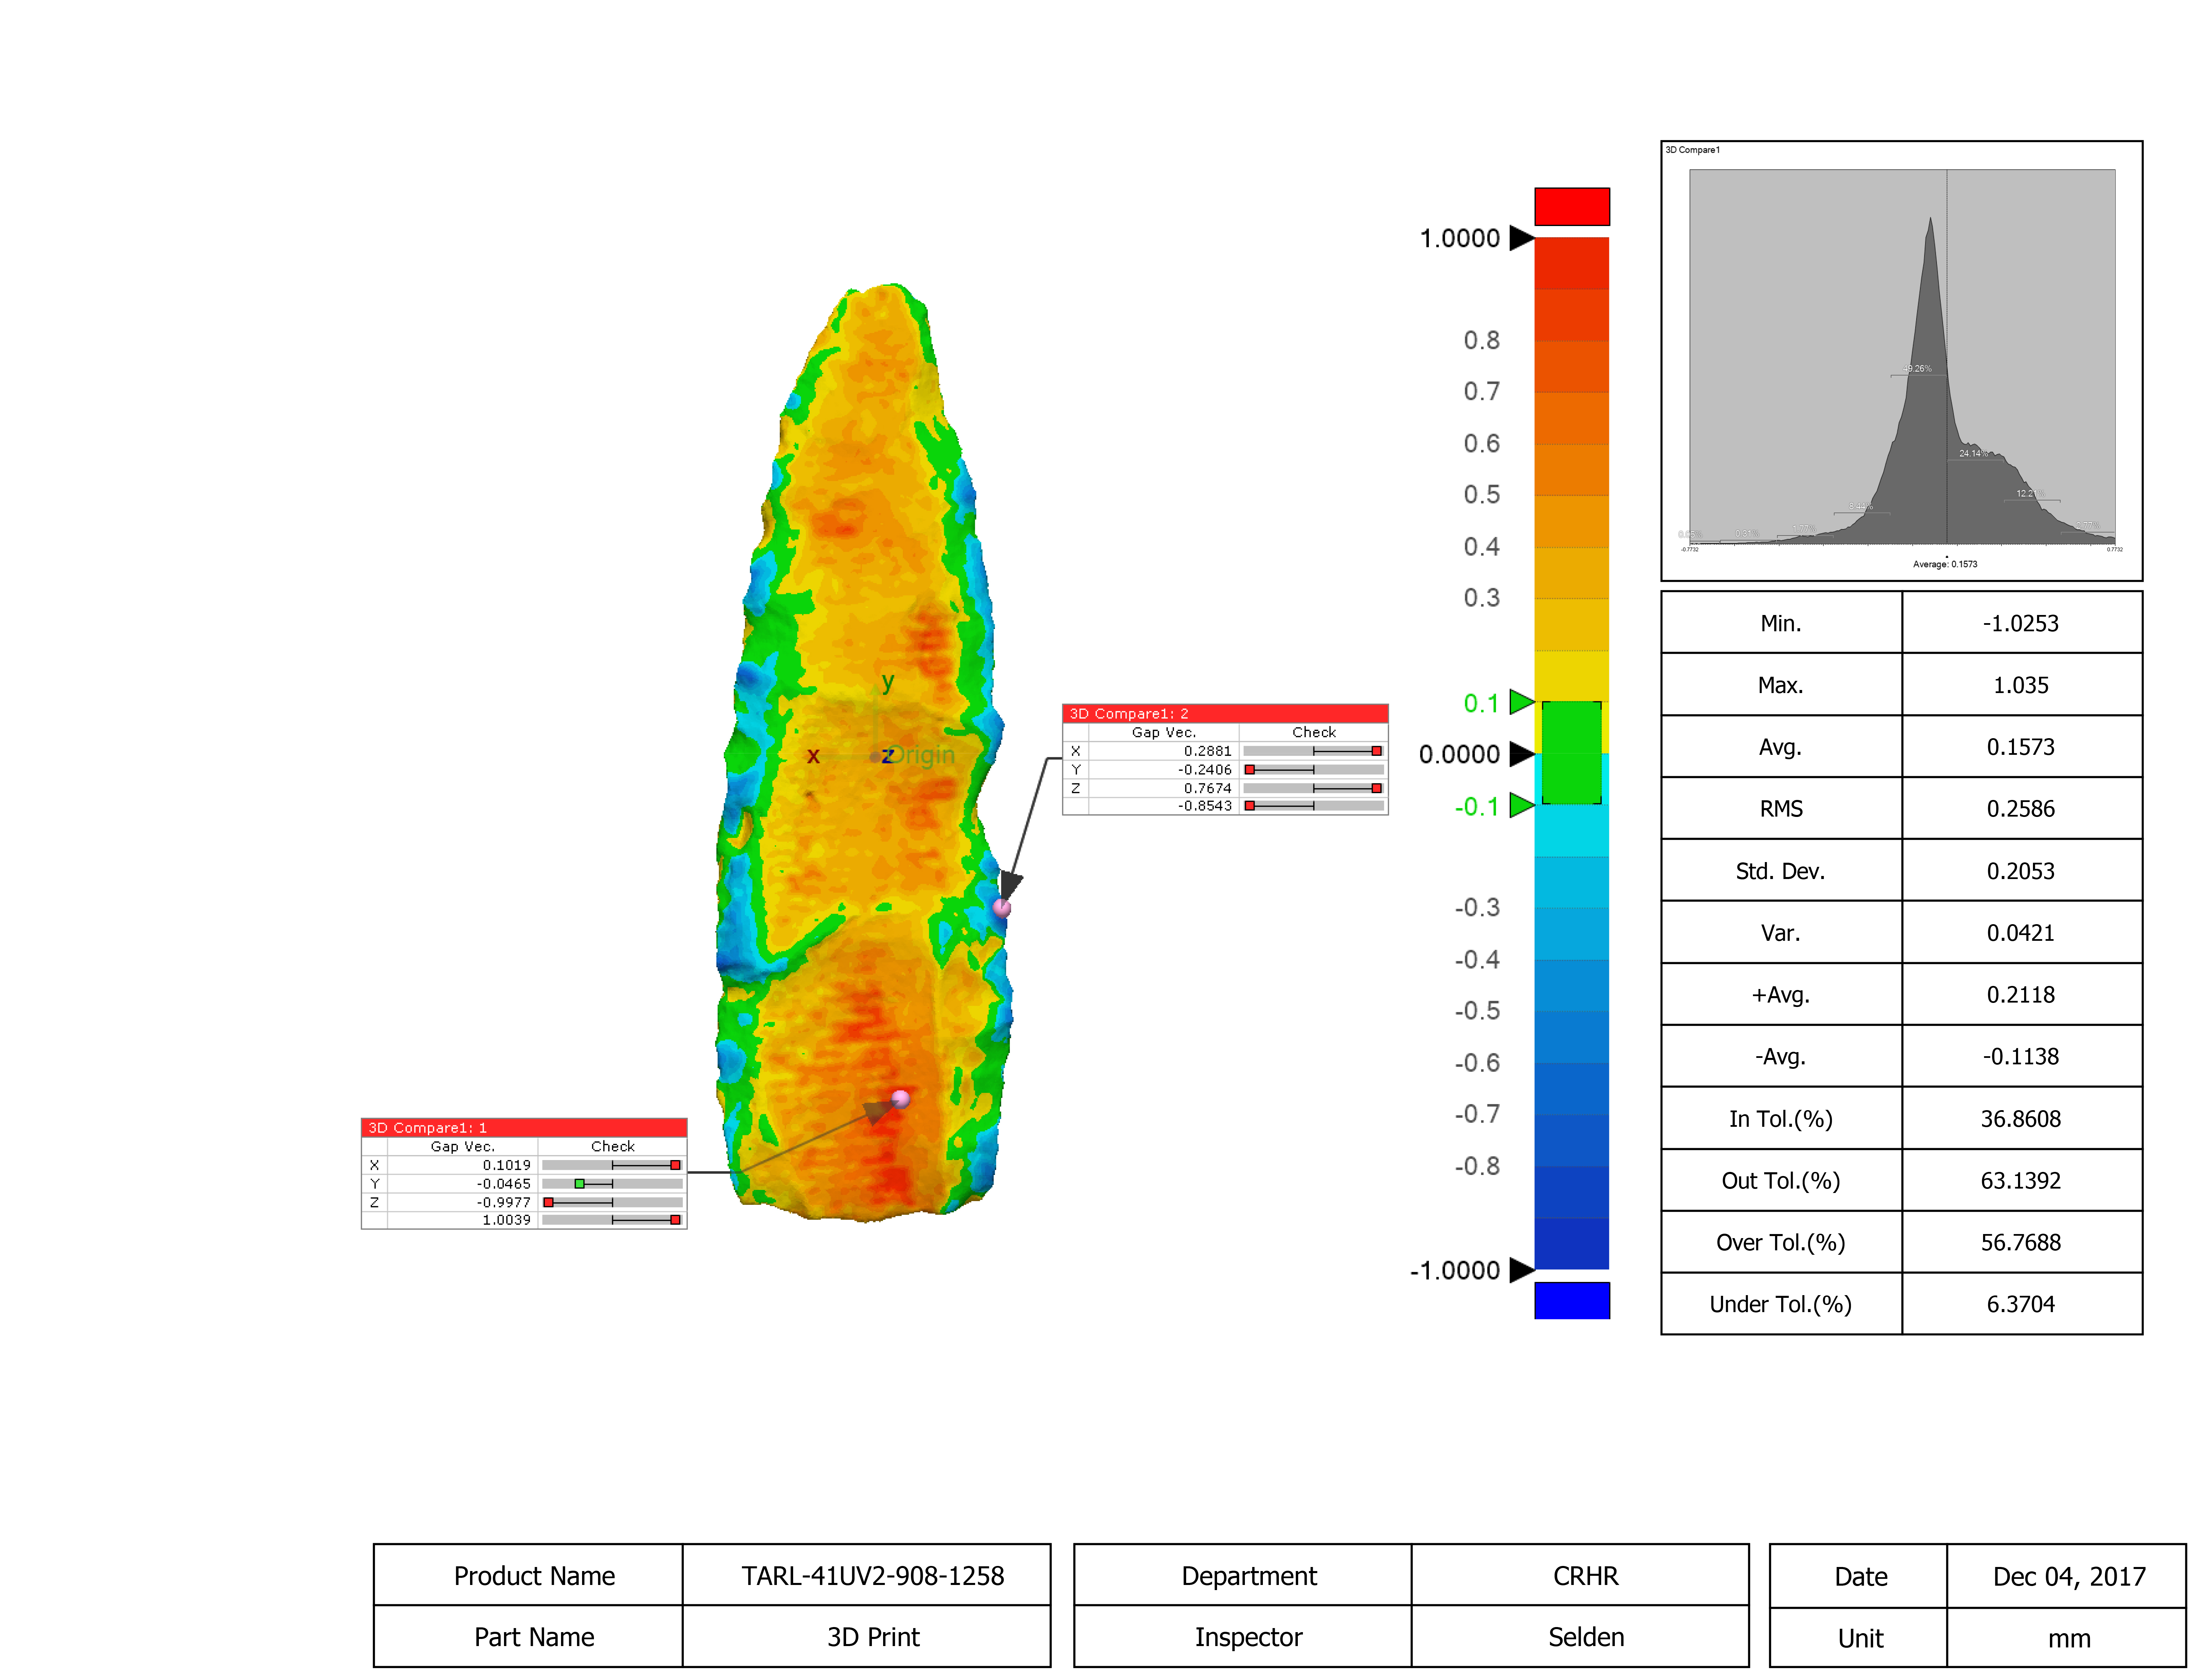 3D Compare1
49.26%
24.14%
12.21%
8.44%
-0.7732
0.7732
Average: 0.1573
1.0000
0.8
0.7
0.6
0.5
0.4
0.3
0.1
0.0000
-0.1
-0.3
-0.4
-0.5
-0.6
-0.7
-0.8
-1.0000
y
x
z
Origin
3D Compare1: 2
Gap Vec. Check
X 0.2881
Y -0.2406
Z 0.7674
-0.8543
3D Compare1: 1
Gap Vec. Check
X 0.1019
Y -0.0465
Z -0.9977
1.0039
Min. -1.0253
Max. 1.035
Avg. 0.1573
RMS 0.2586
Std. Dev. 0.2053
Var. 0.0421
+Avg. 0.2118
-Avg. -0.1138
In Tol.(%) 36.8608
Out Tol.(%) 63.1392
Over Tol.(%) 56.7688
Under Tol.(%) 6.3704
Product Name TARL-41UV2-908-1258
Part Name 3D Print
Department CRHR
Inspector Selden
Date Dec 04, 2017
Unit mm